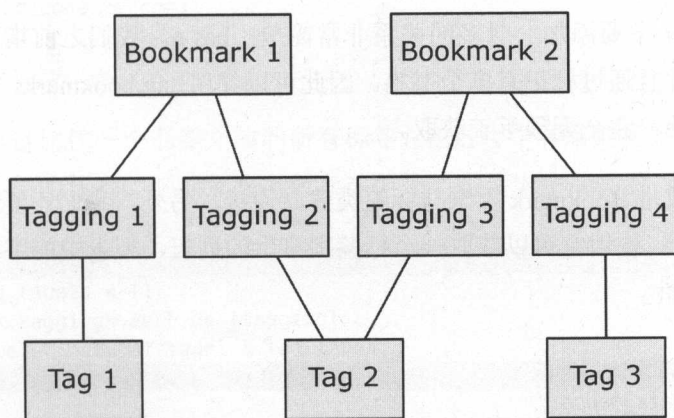 Bookmark 1
Bookmark 2
Tagging 1
Tagging 2
Tagging 3
Tagging 4
Tag 1
Tag 2
Tag 3